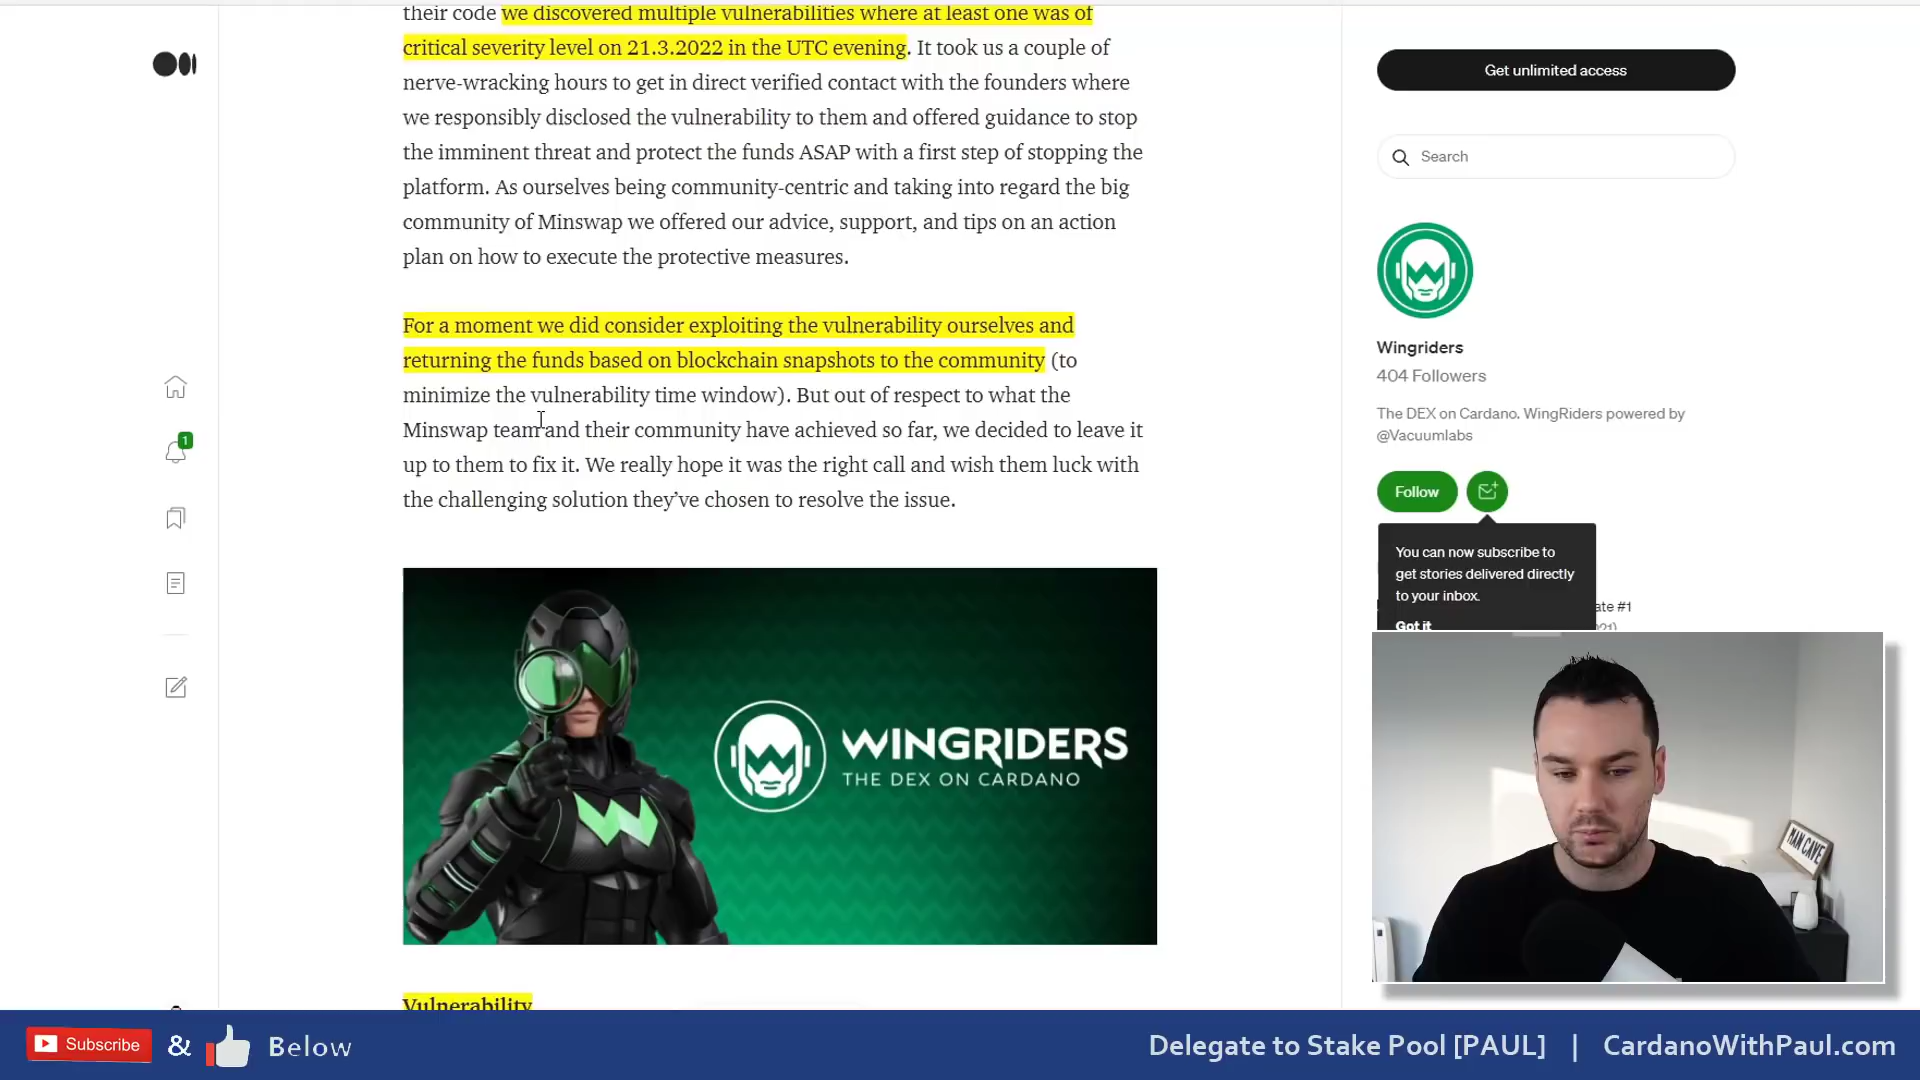 their code we discovered multiple vulnerabilities where at least one was of
critical severity level on 21.3.2022 in the UTC evening. It took us a couple of
nerve-wracking hours to get in direct verified contact with the founders where
we responsibly disclosed the vulnerability to them and offered guidance to stop
the imminent threat and protect the funds ASAP with a first step of stopping the
platform. As ourselves being community-centric and taking into regard the big
community of Minswap we offered our advice, support, and tips on an action
plan on how to execute the protective measures.
For a moment we did consider exploiting the vulnerability ourselves and
returning the funds based on blockchain snapshots to the community (to
minimize the vulnerability time window). But out of respect to what the
Minswap team and their community have achieved so far, we decided to leave it
up to them to fix it. We really hope it was the right call and wish them luck with
the challenging solution they’ve chosen to resolve the issue.
WINGRIDERS
THE DEX ON CARDANO
Vulnerability
1
Get unlimited access
Search
Wingriders
404 Followers
The DEX on Cardano. WingRiders powered by
@Vacuumlabs
Follow
You can now subscribe to
get stories delivered directly
to your inbox.
Got it
ate #1
021)
MAN CAVE
Subscribe & Below
Delegate to Stake Pool [PAUL] | CardanoWithPaul.com